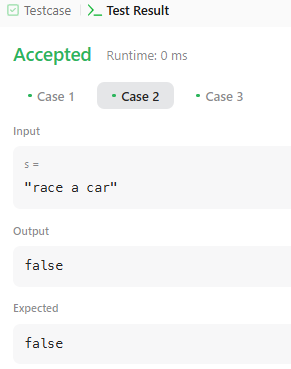 Testcase | Test Result
Accepted Runtime: 0 ms
Case 1 Case 2 Case 3
Input
s =
"race a car"
Output
false
Expected
false